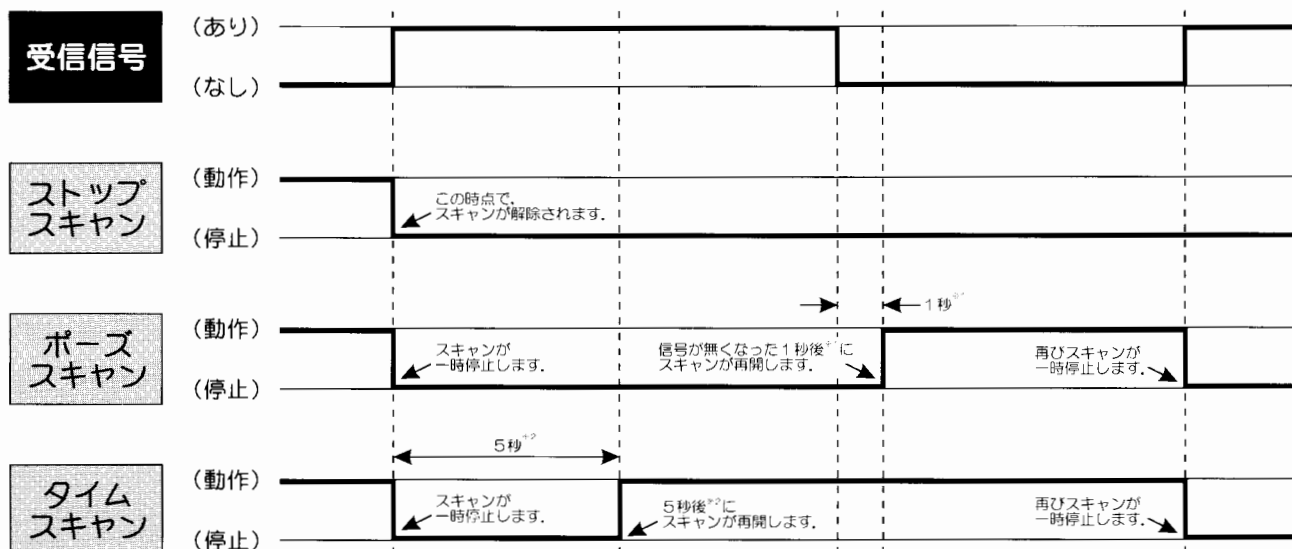 受信信号
（あり）
（なし）
ストップ
スキャン
（動作）
（停止）
この時点で，
スキャンが解除されます．
ポーズ
スキャン
（動作）
（停止）
スキャンが
一時停止します．
信号が無くなった１秒後に
スキャンが再開します．
１秒
再びスキャンが
一時停止します．
タイム
スキャン
（動作）
（停止）
５秒※2
スキャンが
一時停止します．
５秒後※2に
スキャンが再開します．
再びスキャンが
一時停止します．